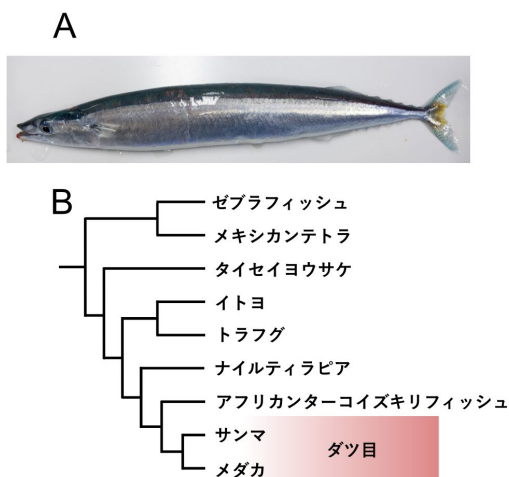 A
B
ゼブラフィッシュ
メキシカンテトラ
タイセイヨウサケ
イトヨ
トラフグ
ナイルティラピア
アフリカンターコイズキリフィッシュ
サンマ
ダツ目
メダカ